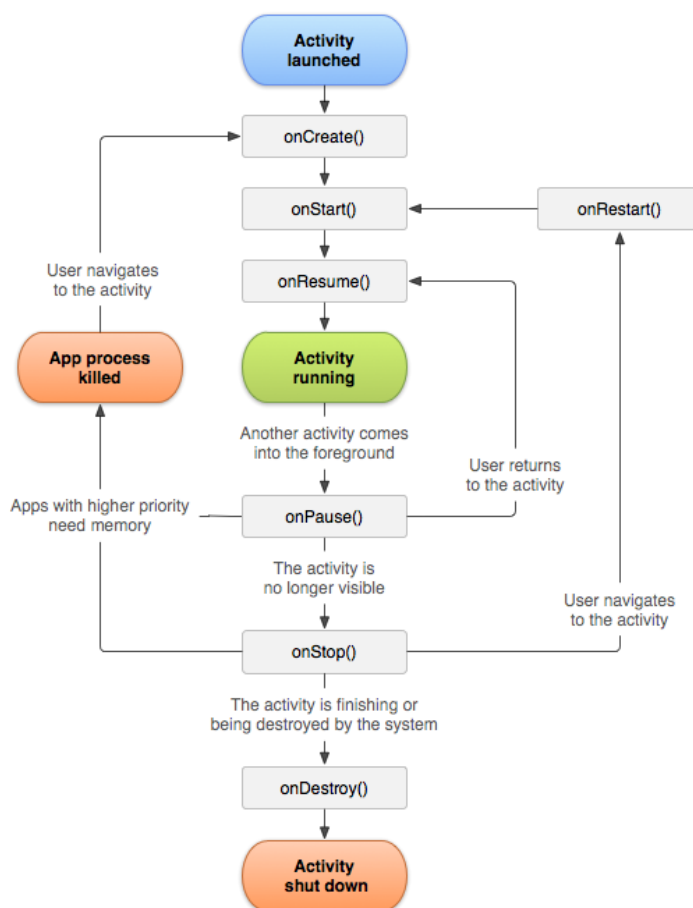 Activity
launched
onCreate()
onStart()
onRestart()
User navigates
to the activity
onResume()
App process
killed
Activity
running
Another activity comes
into the foreground
User returns
to the activity
Apps with higher priority
need memory
onPause()
The activity is
no longer visible
User navigates
to the activity
onStop()
The activity is finishing or
being destroyed by the system
onDestroy()
Activity
shut down